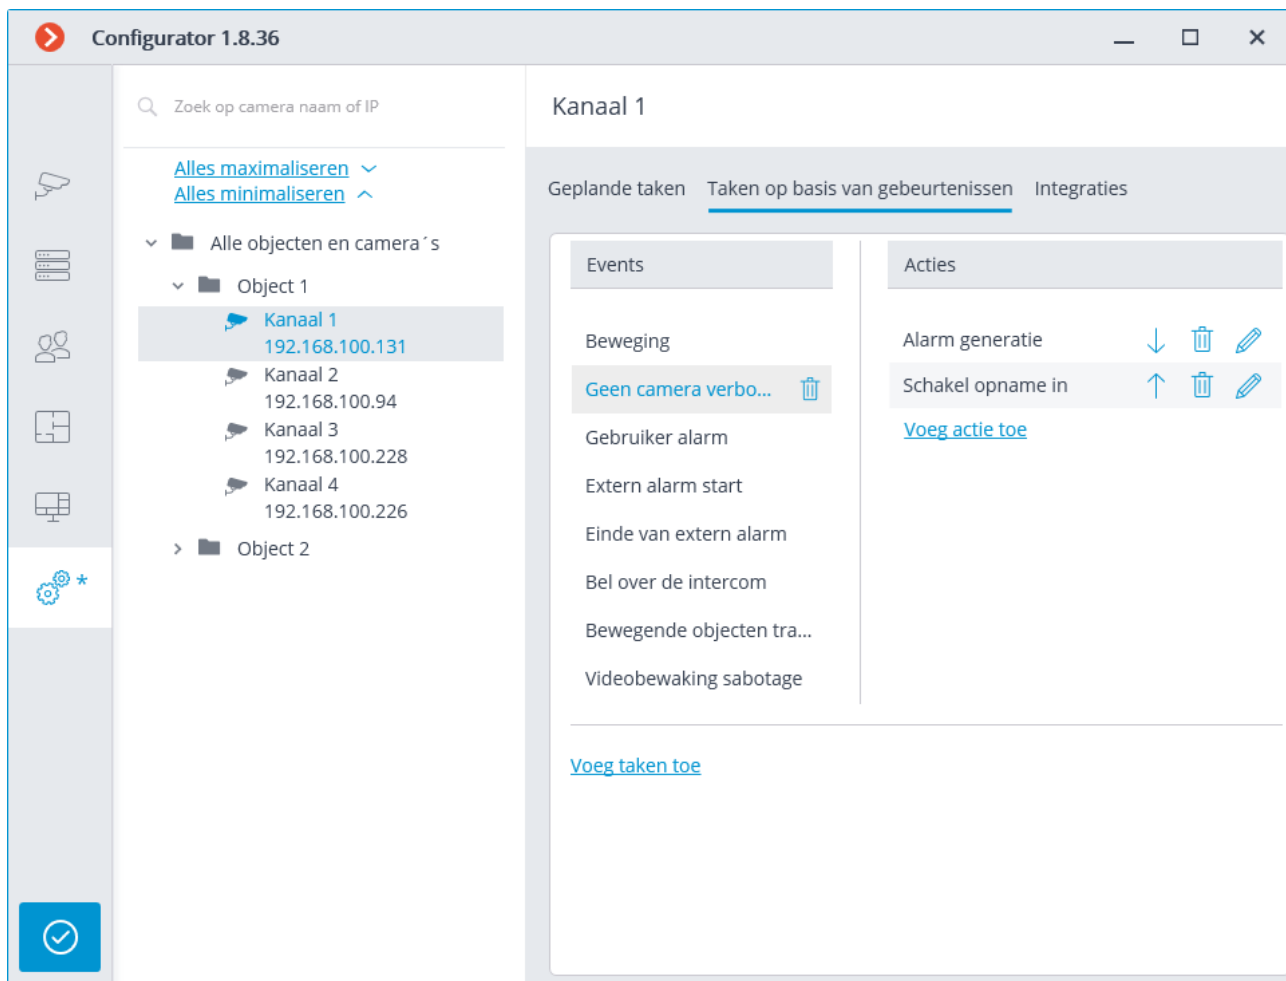 Configurator 1.8.36
Zoek op camera naam of IP
Alles maximaliseren
Alles minimaliseren
Alle objecten en camera´s
Object 1
Kanaal 1
192.168.100.131
Kanaal 2
192.168.100.94
Kanaal 3
192.168.100.228
Kanaal 4
192.168.100.226
Object 2
*
Kanaal 1
Geplande taken Taken op basis van gebeurtenissen Integraties
Events
Beweging
Geen camera verbo...
Gebruiker alarm
Extern alarm start
Einde van extern alarm
Bel over de intercom
Bewegende objecten tra...
Videobewaking sabotage
Acties
Alarm generatie
Schakel opname in
Voeg actie toe
Voeg taken toe